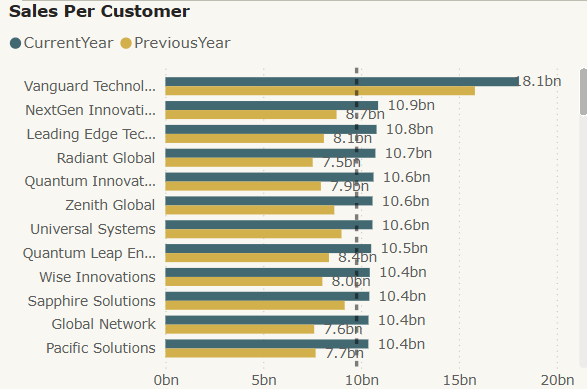 Sales Per Customer
CurrentYear PreviousYear
Vanguard Technol... 18.1bn
NextGen Innovati... 10.9bn
8.7bn
Leading Edge Tec... 10.8bn
8.1bn
Radiant Global 10.7bn
7.5bn
Quantum Innovat... 10.6bn
7.9bn
Zenith Global 10.6bn
Universal Systems 10.6bn
Quantum Leap En... 10.5bn
8.4bn
Wise Innovations 10.4bn
8.0bn
Sapphire Solutions 10.4bn
Global Network 10.4bn
7.6bn
Pacific Solutions 10.4bn
7.7bn
0bn 5bn 10bn 15bn 20bn